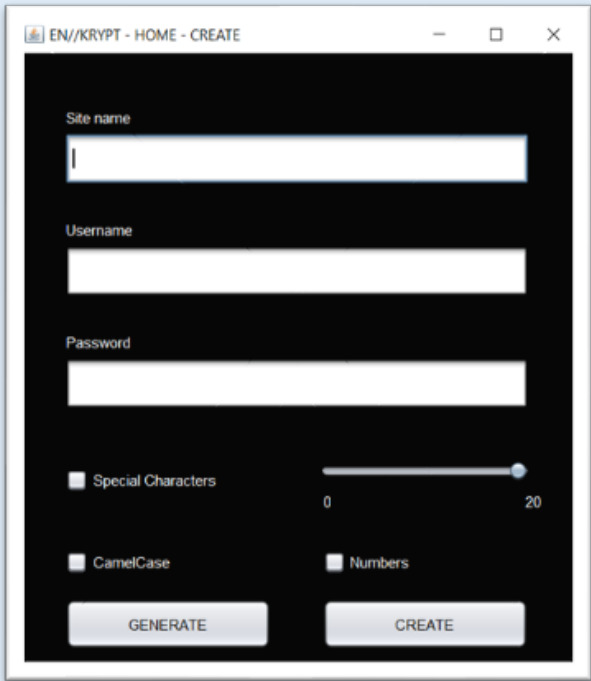 EN//KRYPT - HOME - CREATE
Site name
Username
Password
Special Characters
0 20
CamelCase Numbers
GENERATE CREATE